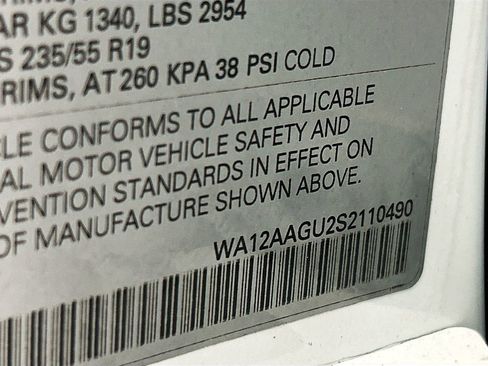 AR KG 1340, LBS 2954
S 235/55 R19
RIMS, AT 260 KPA 38 PSI COLD
CLE CONFORMS TO ALL APPLICABLE
AL MOTOR VEHICLE SAFETY AND
VENTION STANDARDS IN EFFECT ON
OF MANUFACTURE SHOWN ABOVE.
WA12AAGU2S2110490